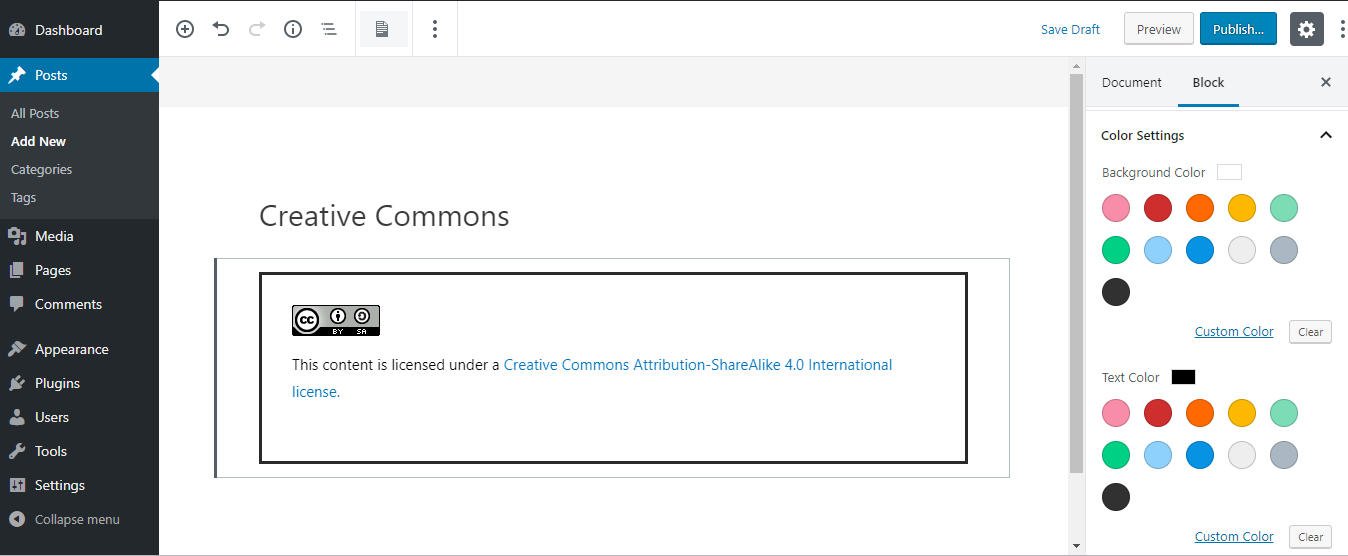 Dashboard
Posts
All Posts
Add New
Categories
Tags
Media
Pages
Comments
Appearance
Plugins
Users
Tools
Settings
Collapse menu
Save Draft
Preview
Publish...
Creative Commons
cc
BY SA
This content is licensed under a Creative Commons Attribution-ShareAlike 4.0 International
license.
Document
Block
Color Settings
Background Color
Custom Color
Clear
Text Color
Custom Color
Clear